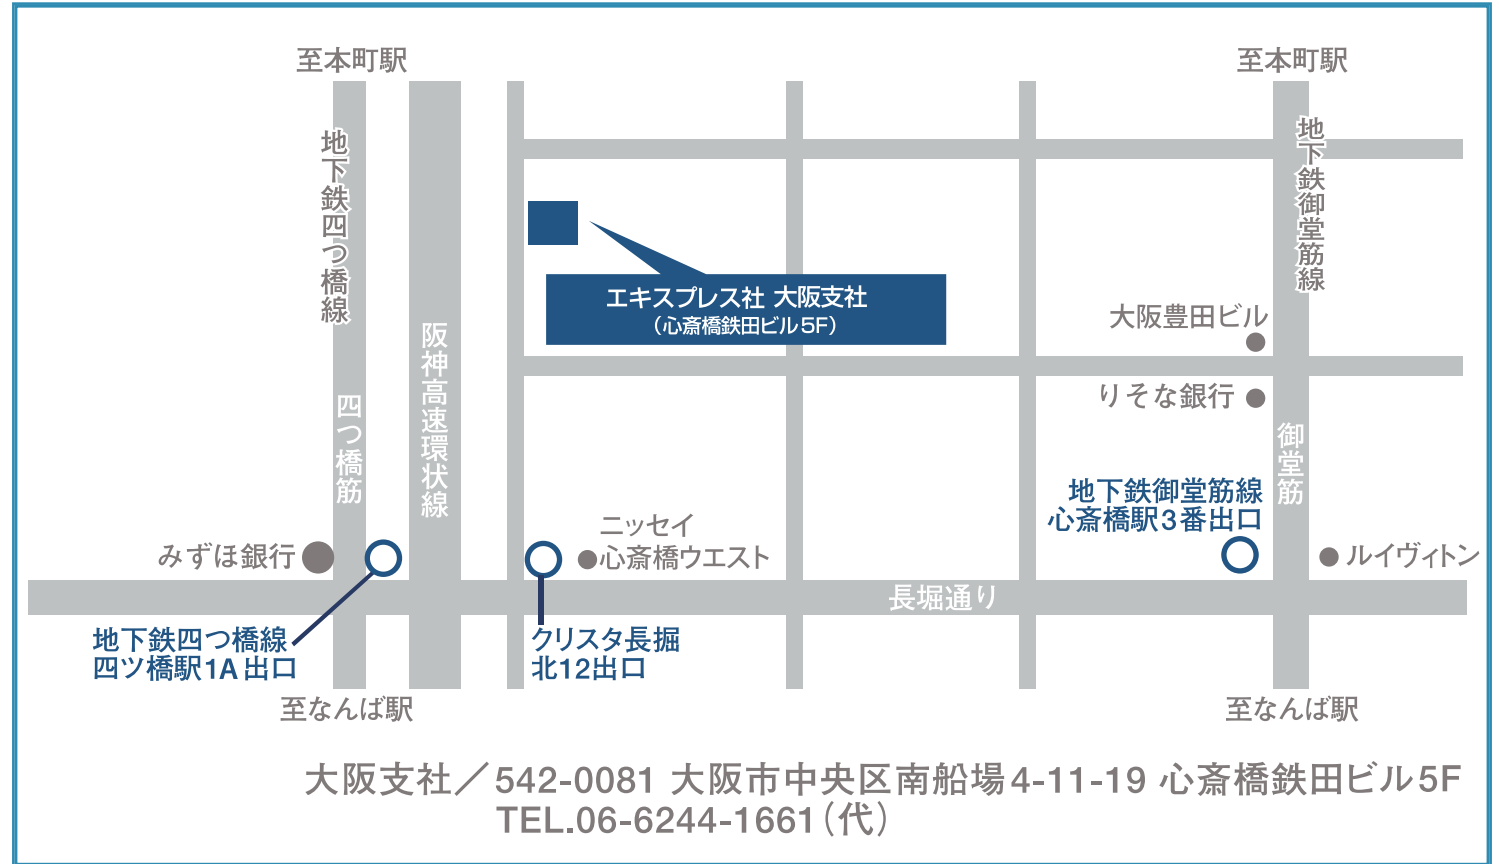 至本町駅
至本町駅
地下鉄四つ橋線
地下鉄御堂筋線
エキスプレス社 大阪支社
（心斎橋鉄田ビル5F）
大阪豊田ビル
阪神高速環状線
りそな銀行
四つ橋筋
御堂筋
地下鉄御堂筋線
心斎橋駅3番出口
ニッセイ
心斎橋ウエスト
みずほ銀行
ルイヴィトン
長堀通り
地下鉄四つ橋線
四ツ橋駅1A出口
クリスタ長掘
北12出口
至なんば駅
至なんば駅
大阪支社／542-0081 大阪市中央区南船場4-11-19 心斎橋鉄田ビル5F
TEL.06-6244-1661（代）